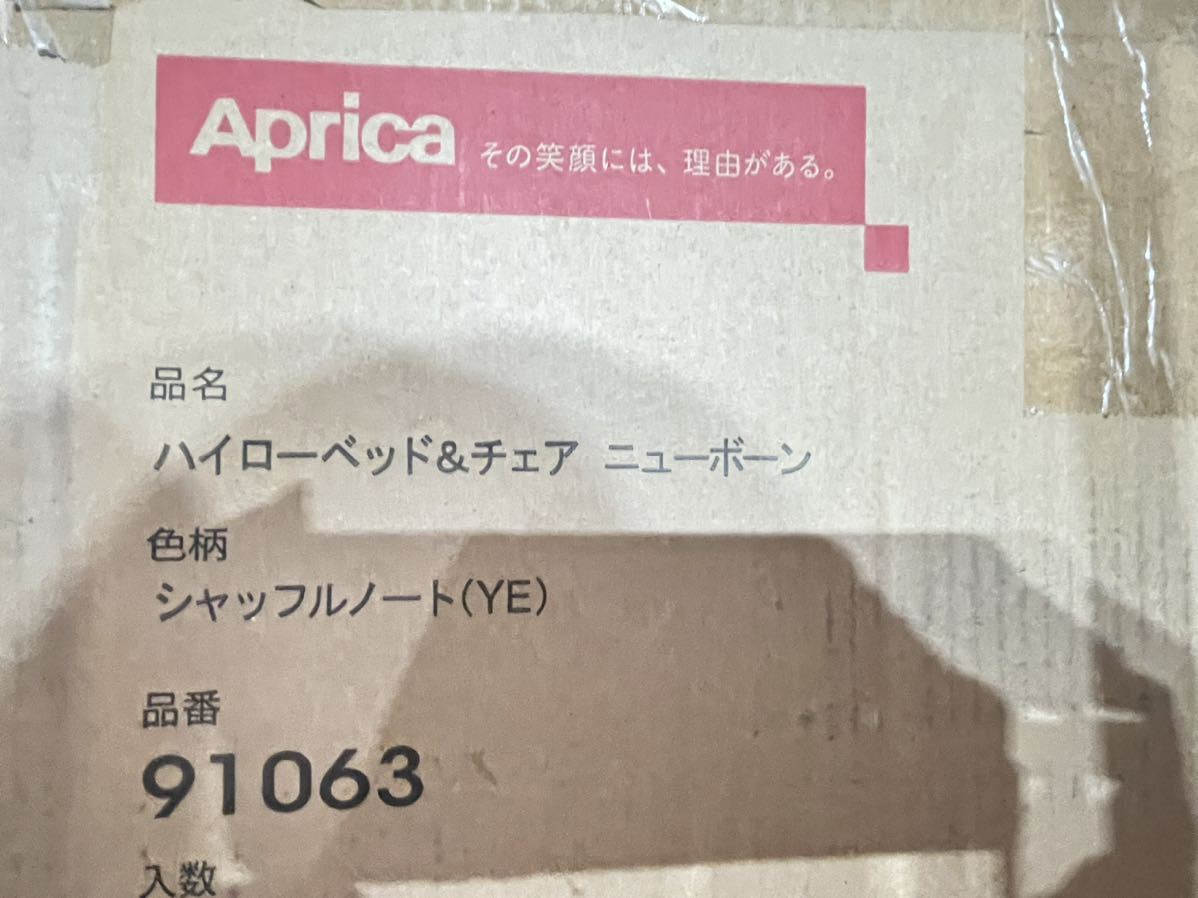 Aprica その笑顔には、理由がある。
品名
ハイローベッド&チェア ニューボーン
色柄
シャッフルノート(YE)
品番
91063
入数